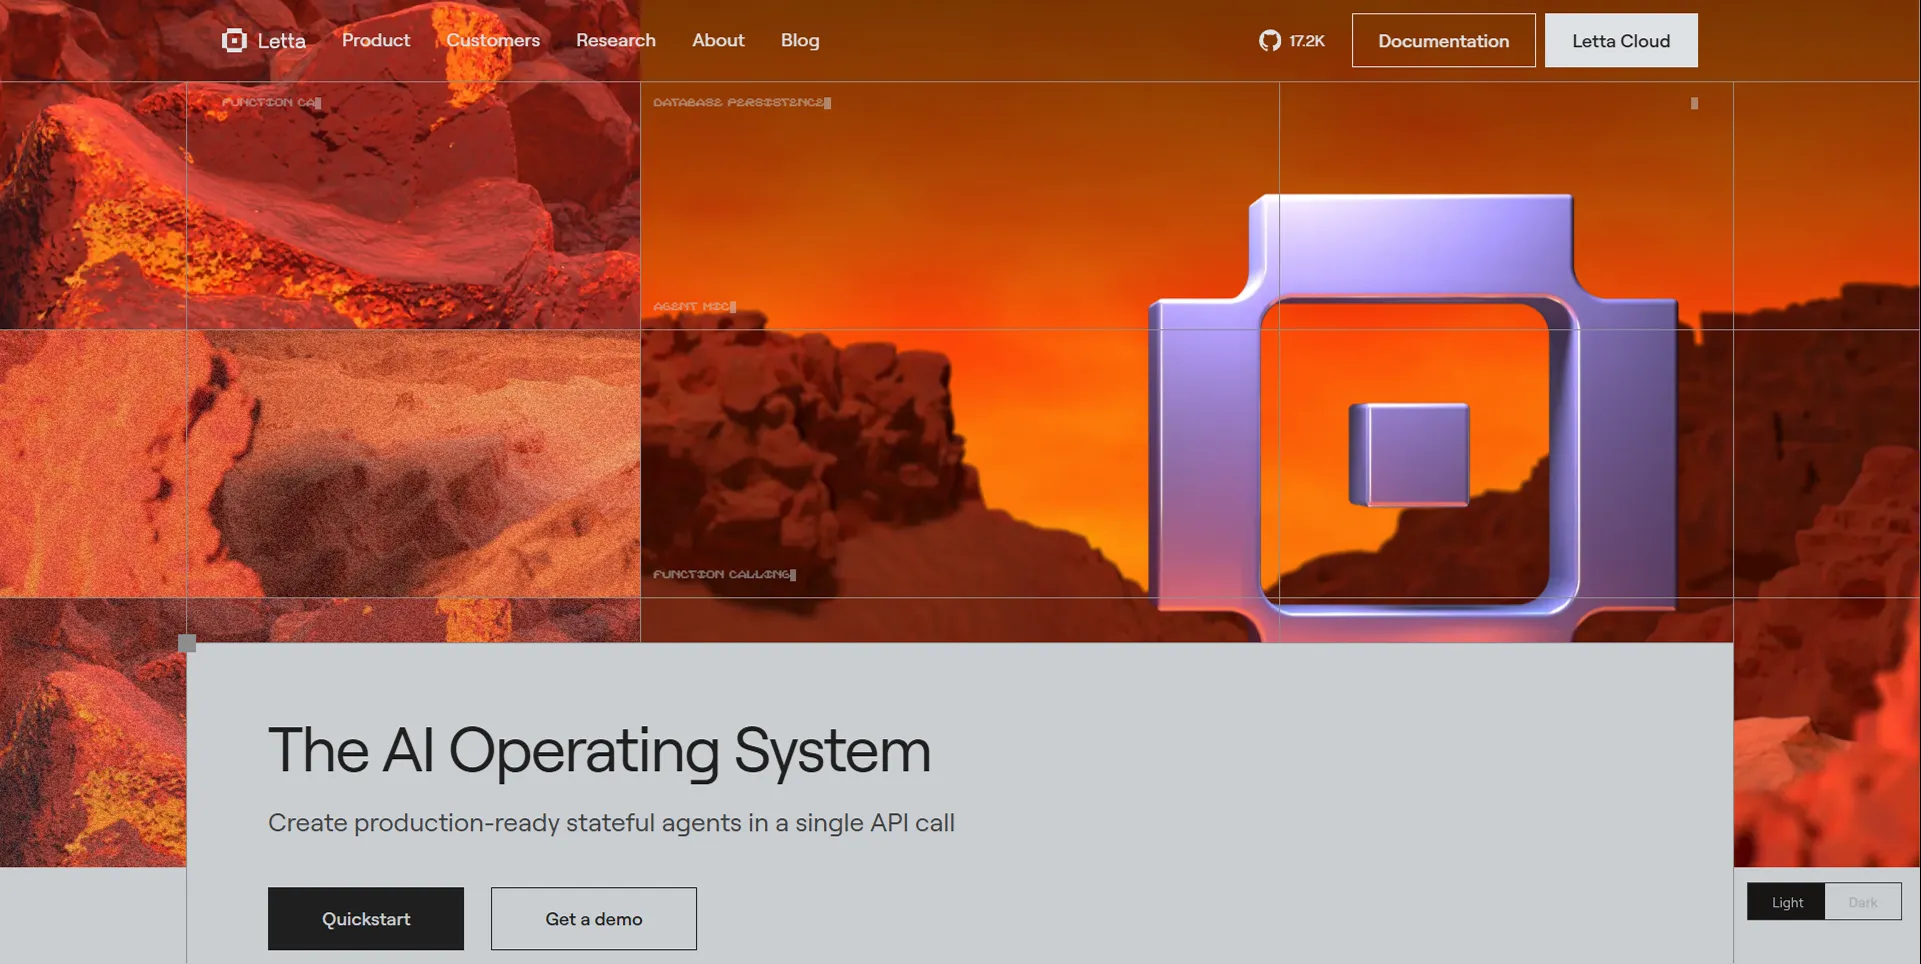 Letta
Product
Customers
Research
About
Blog
17.2K
Documentation
Letta Cloud
FUNCTION CA
DATABASE PERSISTENCE
AGENT MIC
FUNCTION CALLING
The AI Operating System
Create production-ready stateful agents in a single API call
Quickstart
Get a demo
Light
Dark